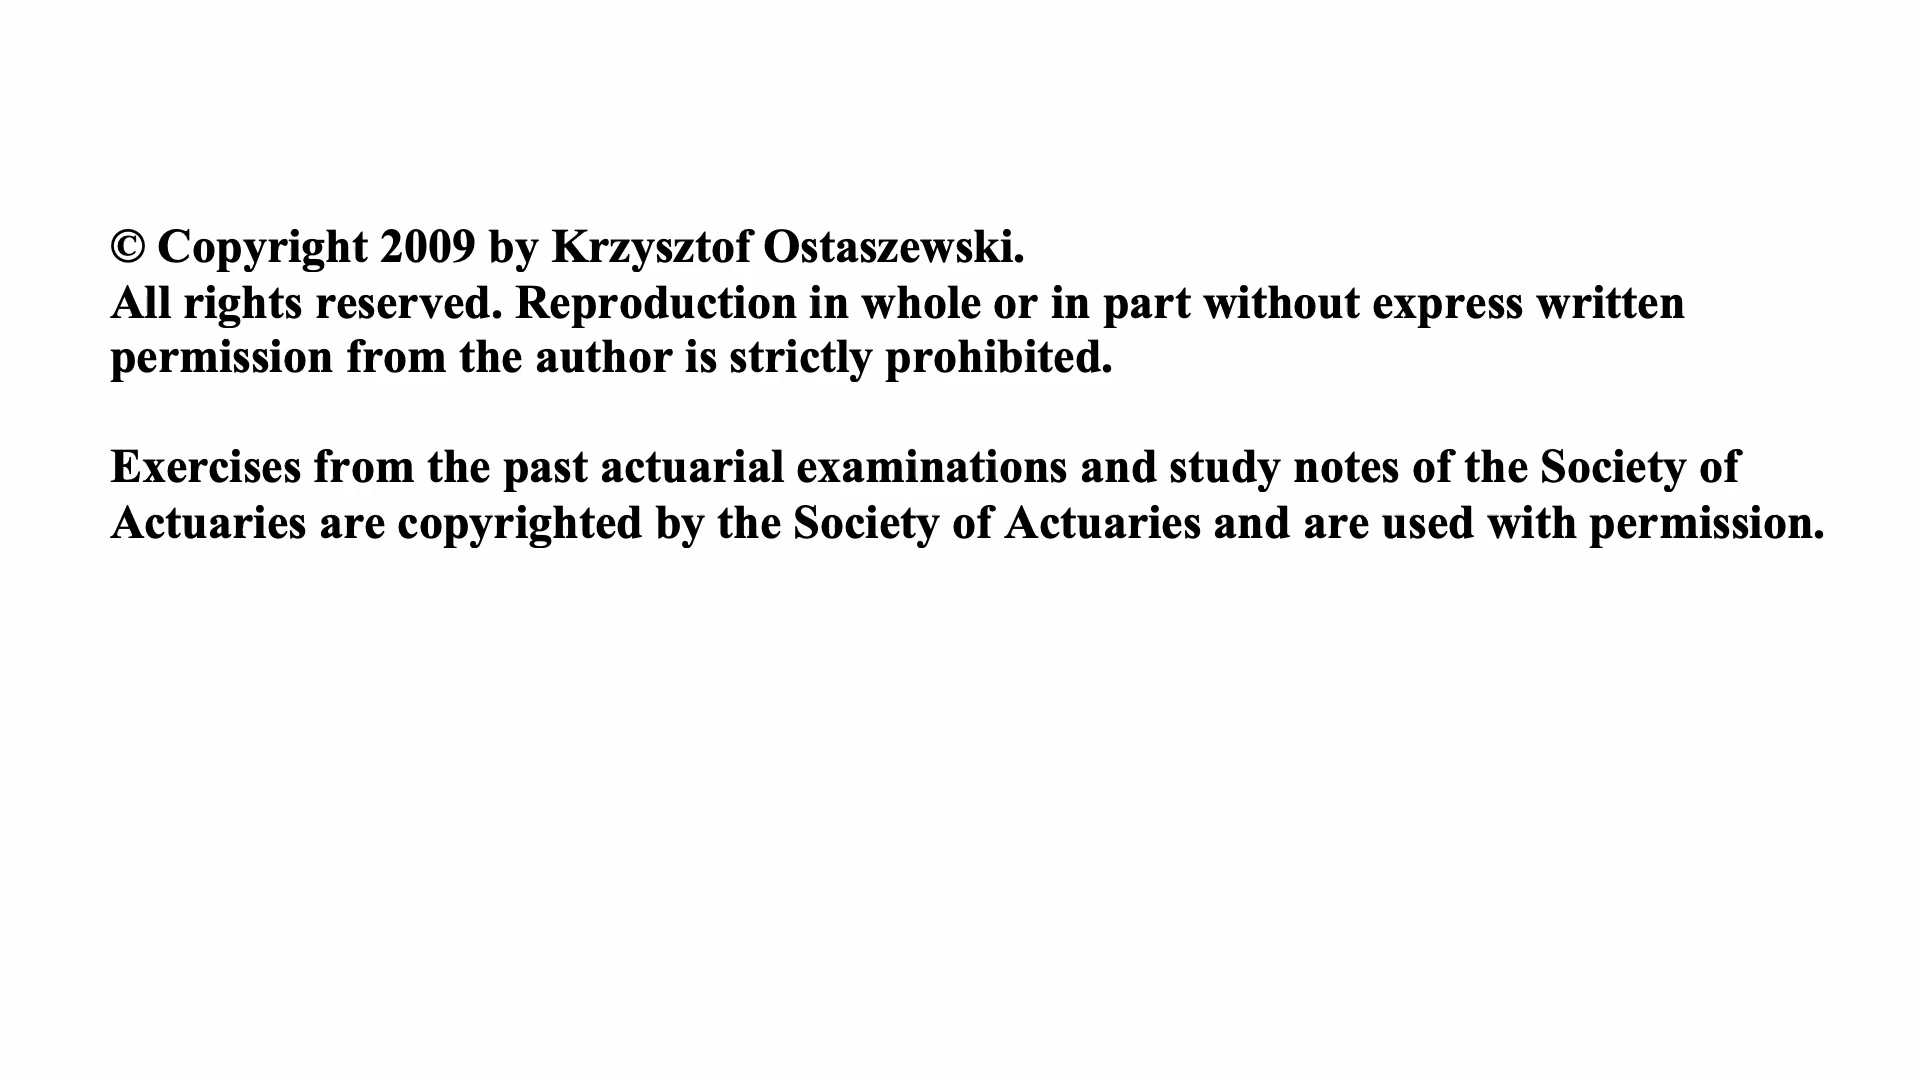 © Copyright 2009 by Krzysztof Ostaszewski.
All rights reserved. Reproduction in whole or in part without express written
permission from the author is strictly prohibited.
Exercises from the past actuarial examinations and study notes of the Society of
Actuaries are copyrighted by the Society of Actuaries and are used with permission.